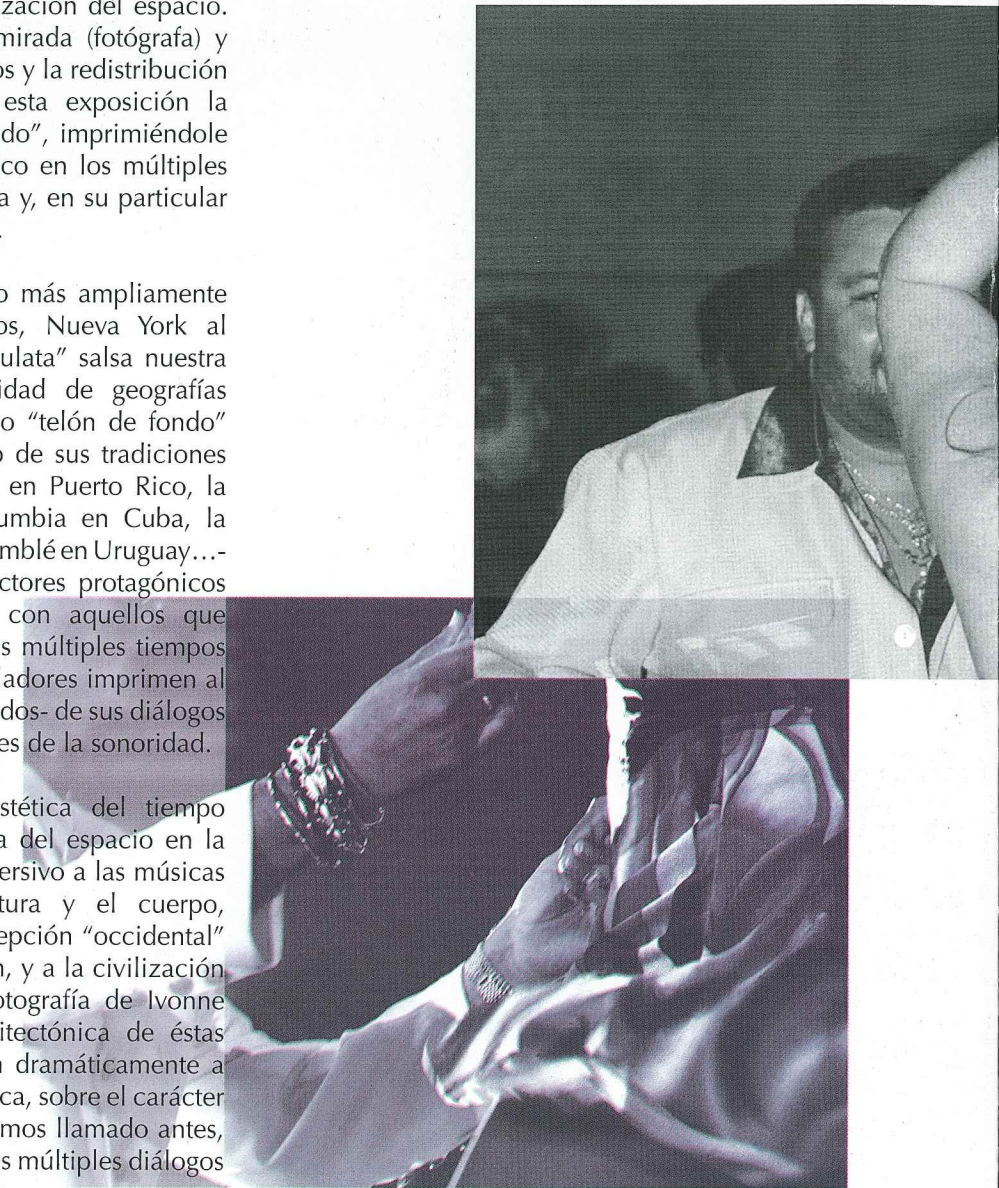 zación del espacio.
mirada (fotógrafa) y
os y la redistribución
esta exposición la
do”, imprimiéndole
co en los múltiples
a y, en su particular
.
o más ampliamente
os, Nueva York al
ulata” salsa nuestra
idad de geografías
o “telón de fondo”
o de sus tradiciones
en Puerto Rico, la
umbia en Cuba, la
mblé en Uruguay...-
ctores protagónicos
con aquellos que
s múltiples tiempos
adores imprimen al
dos- de sus diálogos
es de la sonoridad.
stética del tiempo
a del espacio en la
ersivo a las músicas
tura y el cuerpo,
epción “occidental”
n, y a la civilización
otografía de Ivonne
itectónica de éstas
n dramáticamente a
ca, sobre el carácter
mos llamado antes,
s múltiples diálogos